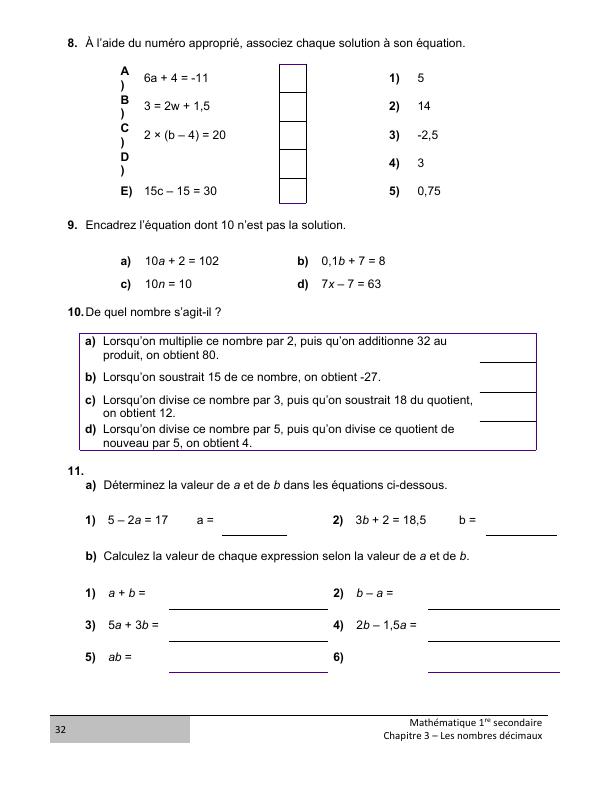 8. À l’aide du numéro approprié, associez chaque solution à son équation.
A) 6a + 4 = -11 1) 5
B) 3 = 2w + 1,5 2) 14
C) 2 × (b – 4) = 20 3) -2,5
D) 4) 3
E) 15c – 15 = 30 5) 0,75
9. Encadrez l’équation dont 10 n’est pas la solution.
a) 10a + 2 = 102 b) 0,1b + 7 = 8
c) 10n = 10 d) 7x – 7 = 63
10. De quel nombre s’agit-il ?
a) Lorsqu’on multiplie ce nombre par 2, puis qu’on additionne 32 au
produit, on obtient 80.
b) Lorsqu’on soustrait 15 de ce nombre, on obtient -27.
c) Lorsqu’on divise ce nombre par 3, puis qu’on soustrait 18 du quotient,
on obtient 12.
d) Lorsqu’on divise ce nombre par 5, puis qu’on divise ce quotient de
nouveau par 5, on obtient 4.
11.
a) Déterminez la valeur de a et de b dans les équations ci-dessous.
1) 5 – 2a = 17 a = 2) 3b + 2 = 18,5 b =
b) Calculez la valeur de chaque expression selon la valeur de a et de b.
1) a + b = 2) b – a =
3) 5a + 3b = 4) 2b – 1,5a =
5) ab = 6)
32
Mathématique 1re secondaire
Chapitre 3 – Les nombres décimaux